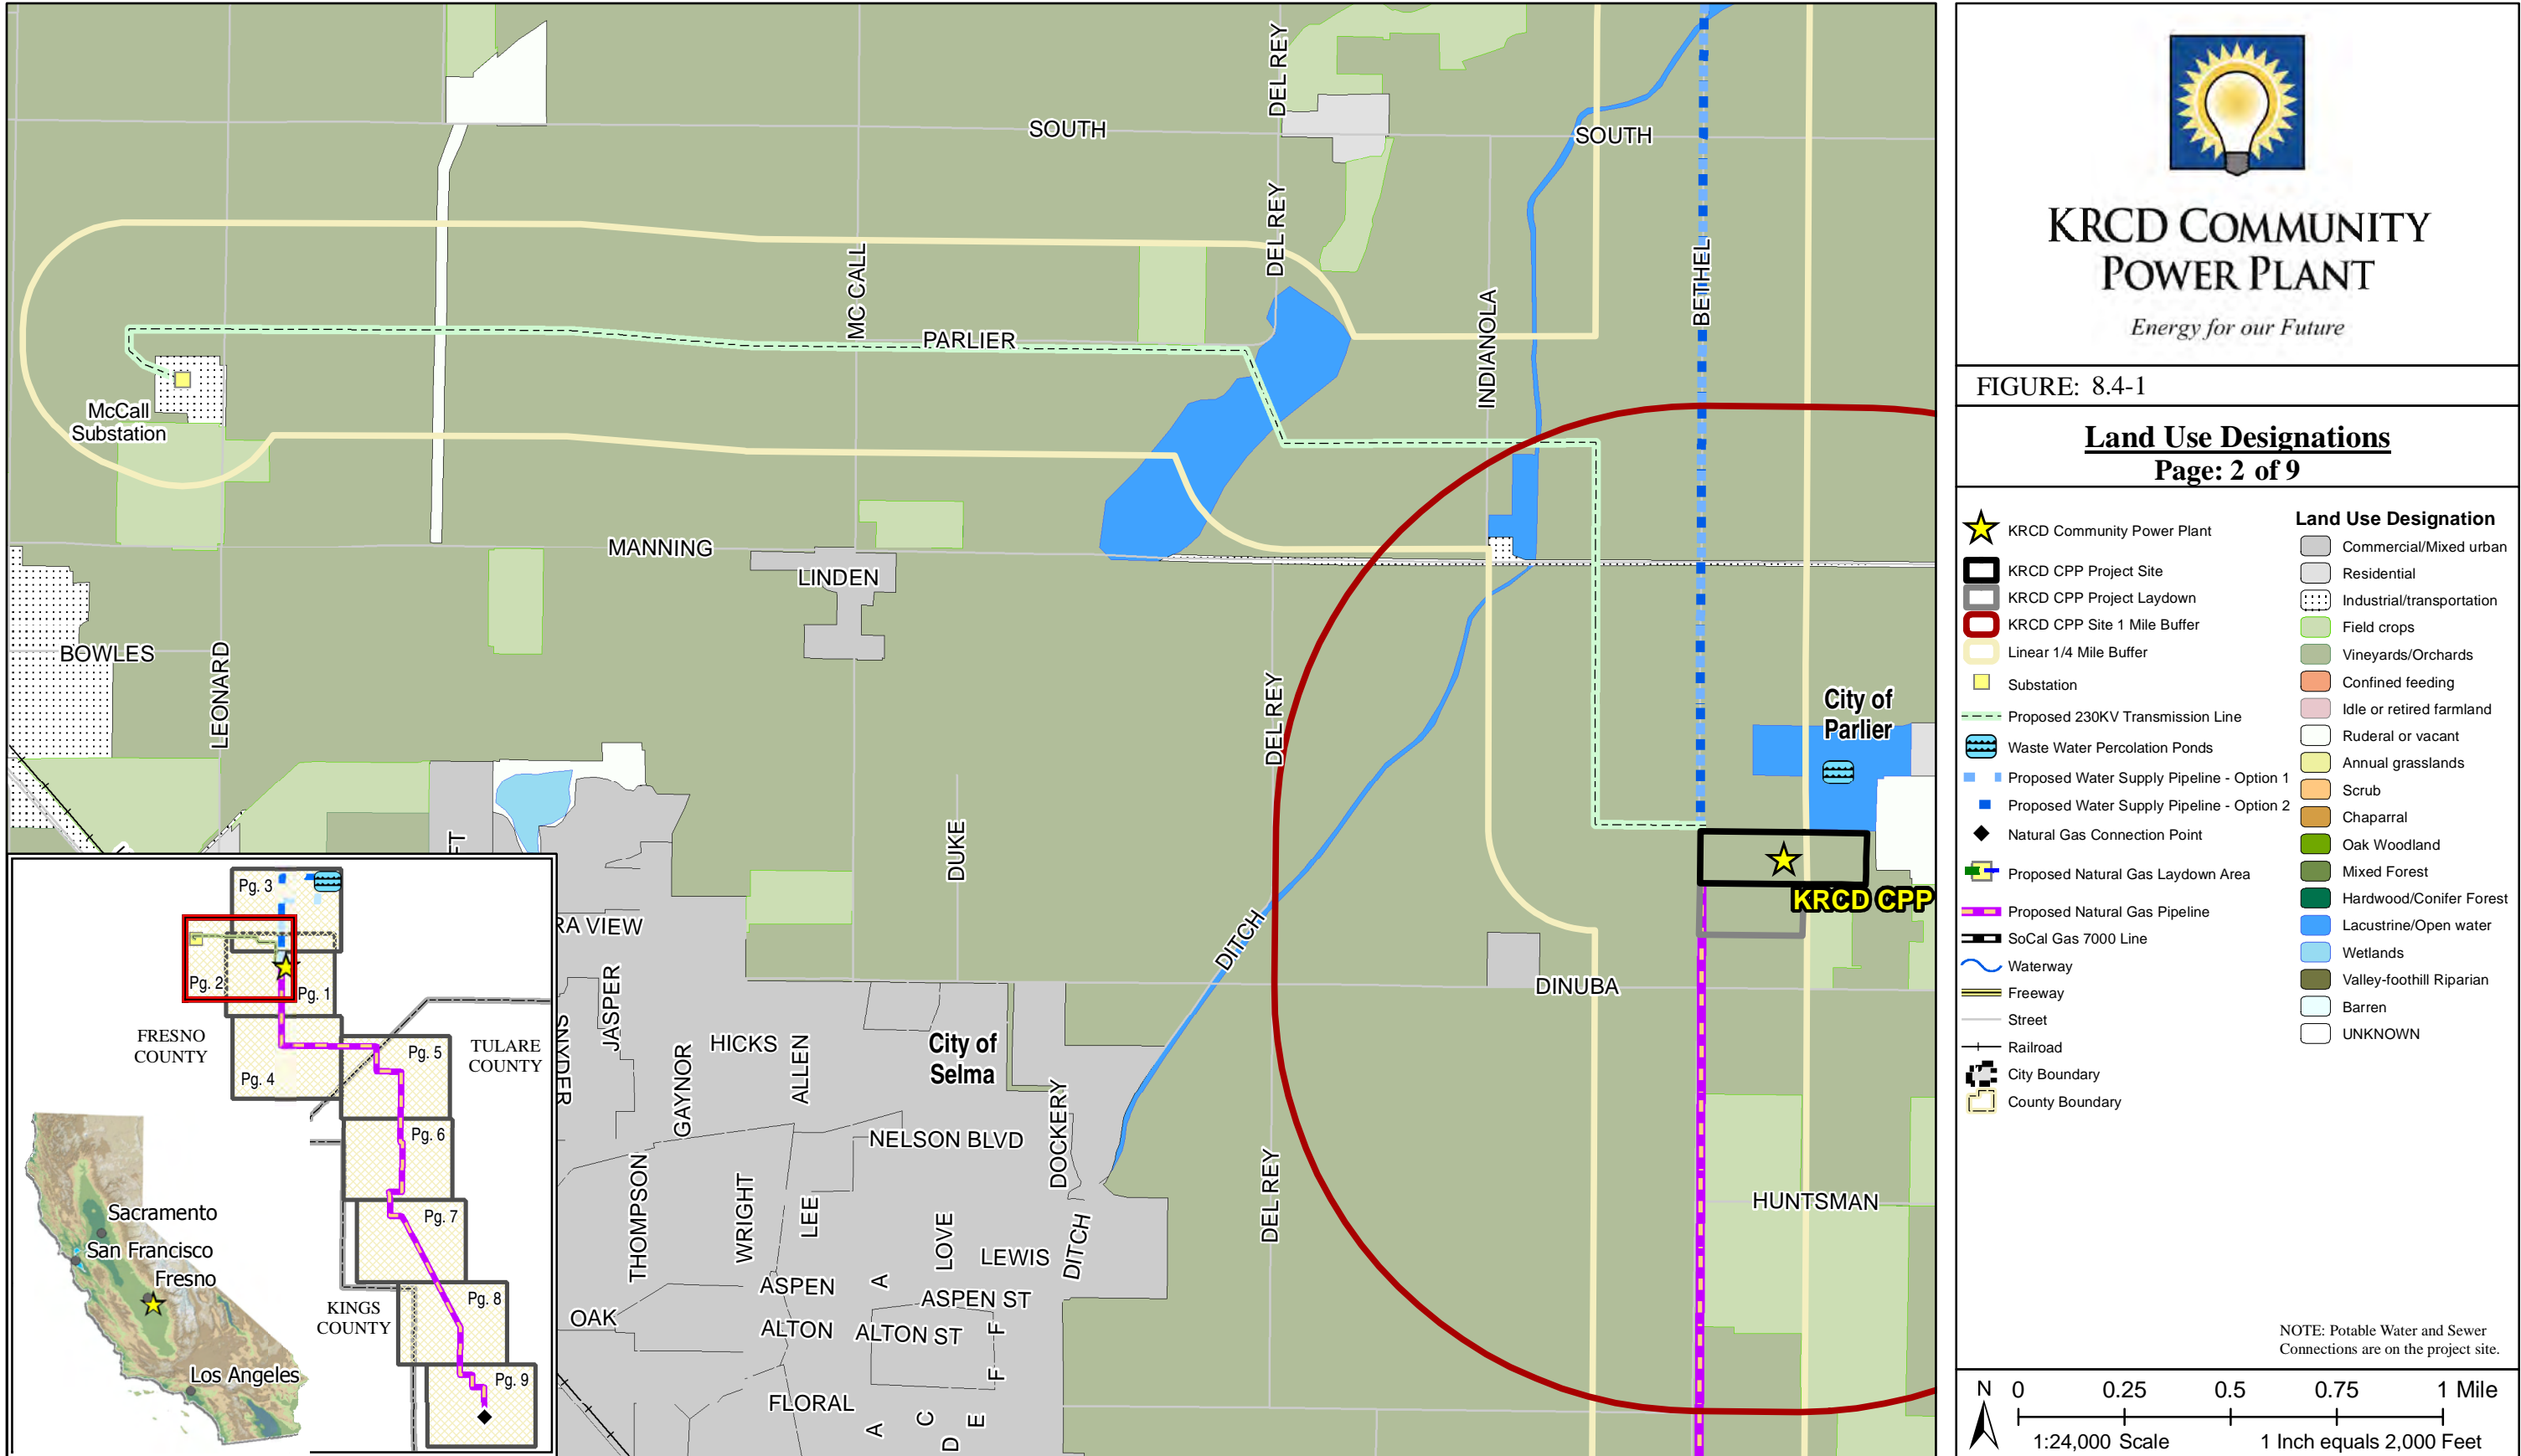 DEL REY
SOUTH
SOUTH
DEL REY
MC CALL
BETHEL
INDIANOLA
PARLIER
McCall
Substation
MANNING
LINDEN
BOWLES
LEONARD
DEL REY
City of
Parlier
DUKE
KRCD CPP
RA VIEW
DITCH
DINUBA
JASPER
SNYDER
HICKS
ALLEN
GAYNOR
City of
Selma
DOCKERY
NELSON BLVD
THOMPSON
WRIGHT
LEE
LOVE
LEWIS
DITCH
DEL REY
HUNTSMAN
ASPEN
A
ASPEN ST
OAK
ALTON
ALTON ST
F
F
FLORAL
A
C
D
E
Pg. 3
Pg. 2
Pg. 1
FRESNO
COUNTY
TULARE
COUNTY
Pg. 5
Pg. 4
Pg. 6
Pg. 7
Pg. 8
KINGS
COUNTY
Pg. 9
Sacramento
San Francisco
Fresno
Los Angeles
KRCD COMMUNITY
POWER PLANT
Energy for our Future
FIGURE: 8.4-1
Land Use Designations
Page: 2 of 9
KRCD Community Power Plant
KRCD CPP Project Site
KRCD CPP Project Laydown
KRCD CPP Site 1 Mile Buffer
Linear 1/4 Mile Buffer
Substation
Proposed 230KV Transmission Line
Waste Water Percolation Ponds
Proposed Water Supply Pipeline - Option 1
Proposed Water Supply Pipeline - Option 2
Natural Gas Connection Point
Proposed Natural Gas Laydown Area
Proposed Natural Gas Pipeline
SoCal Gas 7000 Line
Waterway
Freeway
Street
Railroad
City Boundary
County Boundary
Land Use Designation
Commercial/Mixed urban
Residential
Industrial/transportation
Field crops
Vineyards/Orchards
Confined feeding
Idle or retired farmland
Ruderal or vacant
Annual grasslands
Scrub
Chaparral
Oak Woodland
Mixed Forest
Hardwood/Conifer Forest
Lacustrine/Open water
Wetlands
Valley-foothill Riparian
Barren
UNKNOWN
NOTE: Potable Water and Sewer
Connections are on the project site.
N 0 0.25 0.5 0.75 1 Mile
1:24,000 Scale 1 Inch equals 2,000 Feet